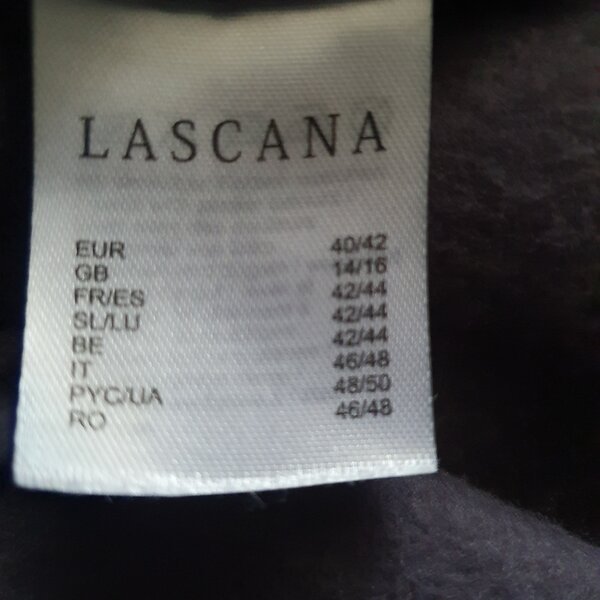 LASCANA
EUR 40/42
GB 14/16
FR/ES 42/44
SL/LU 42/44
BE 42/44
IT 46/48
РУС/UA 48/50
RO 46/48